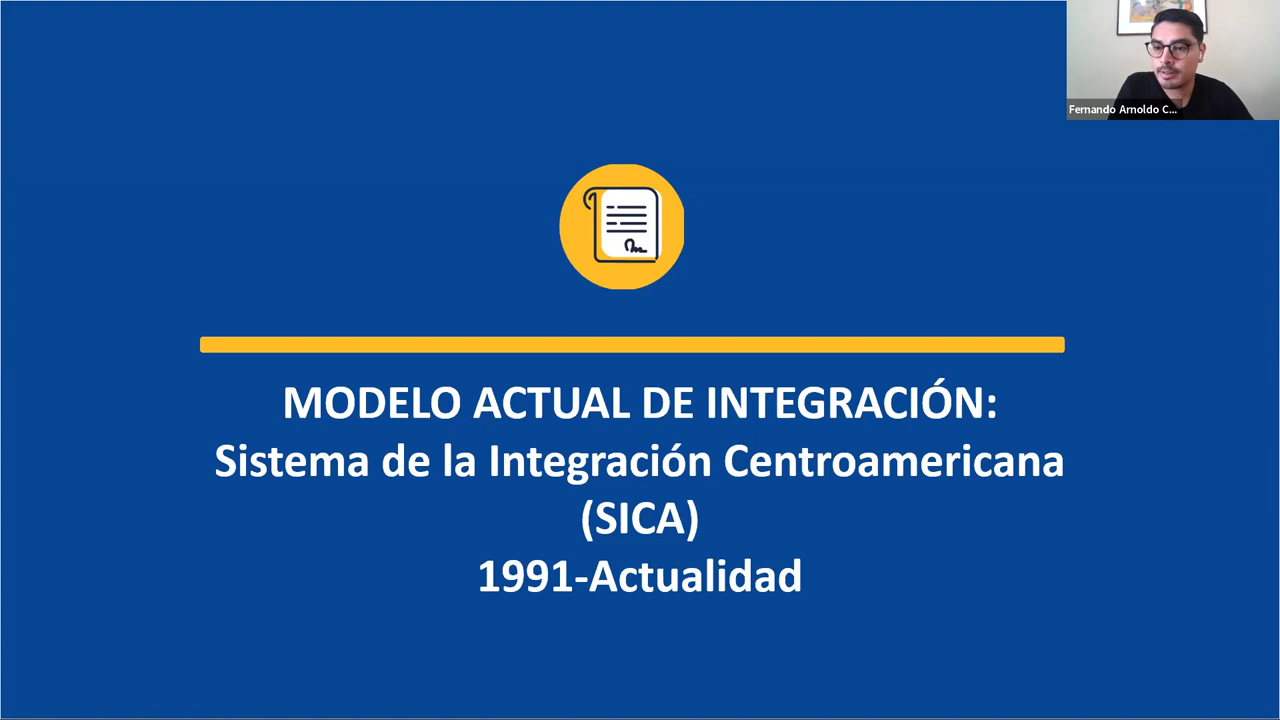 Fernando Arnoldo C...
MODELO ACTUAL DE INTEGRACIÓN:
Sistema de la Integración Centroamericana
(SICA)
1991-Actualidad